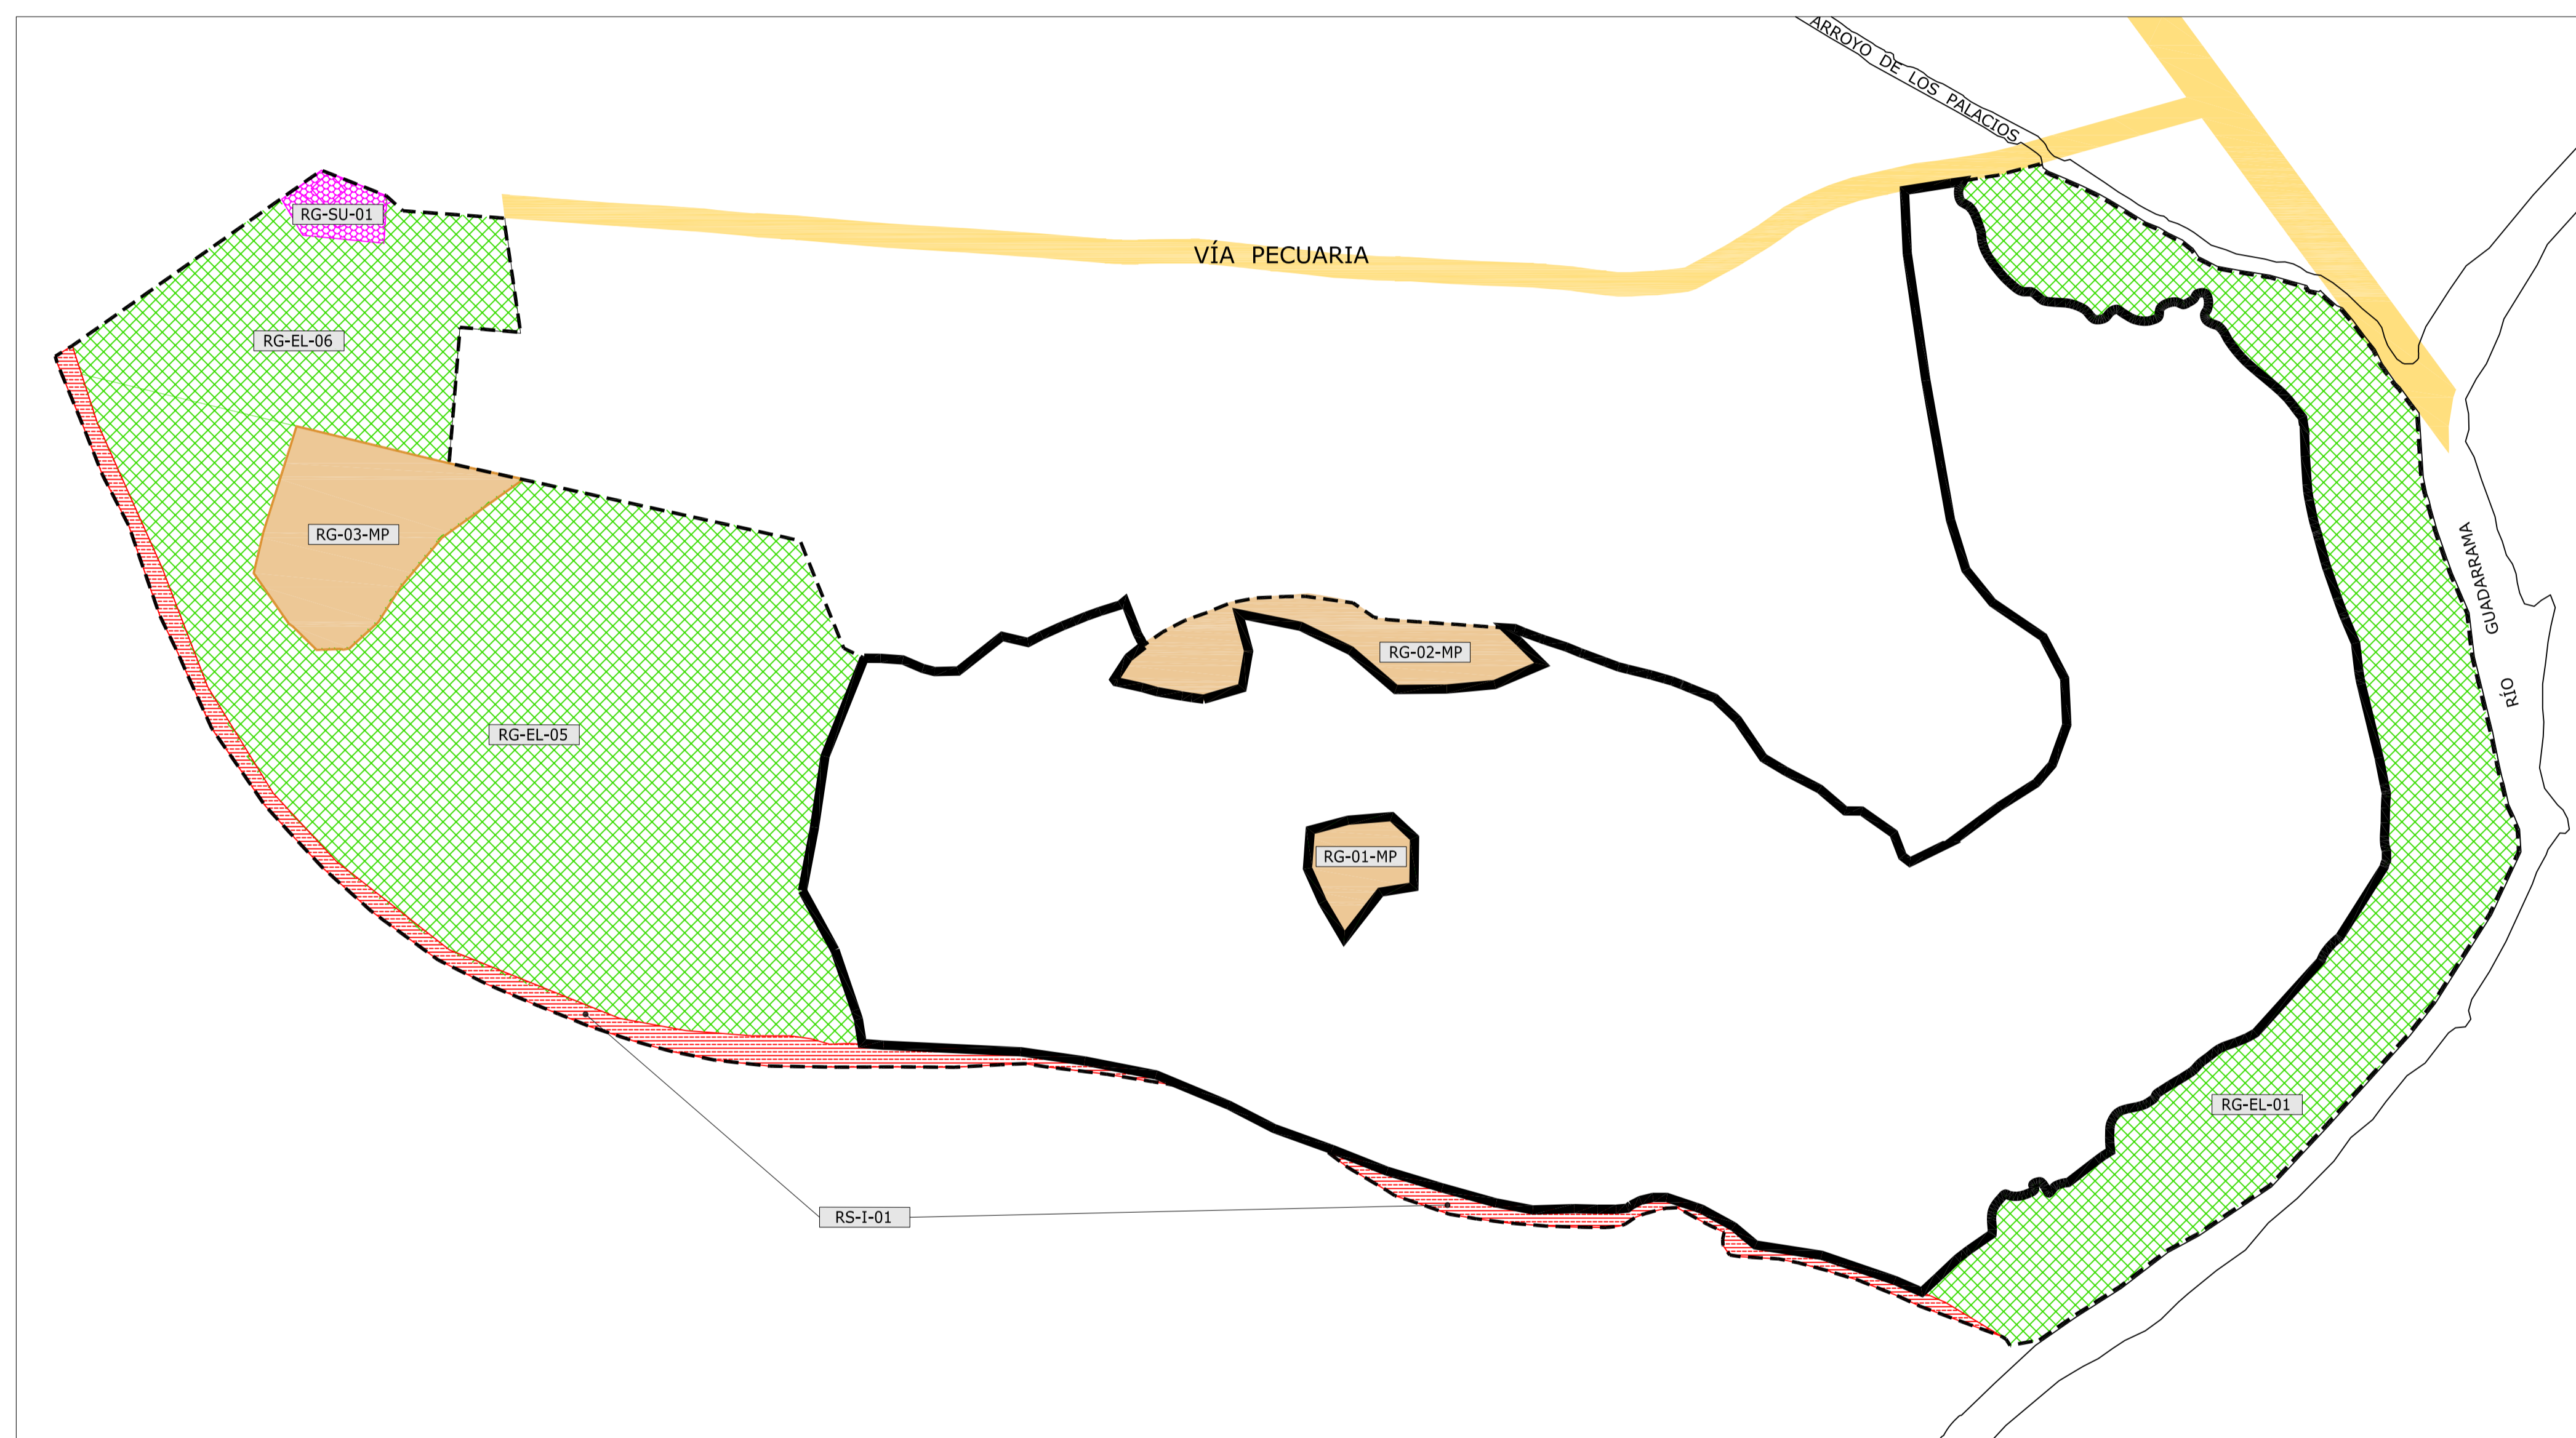 ARROYO DE LOS PALACIOS
RG-SU-01
VÍA PECUARIA
RG-EL-06
RG-03-MP
RÍO GUADARRAMA
RG-02-MP
RG-EL-05
RG-01-MP
RG-EL-01
RS-I-01